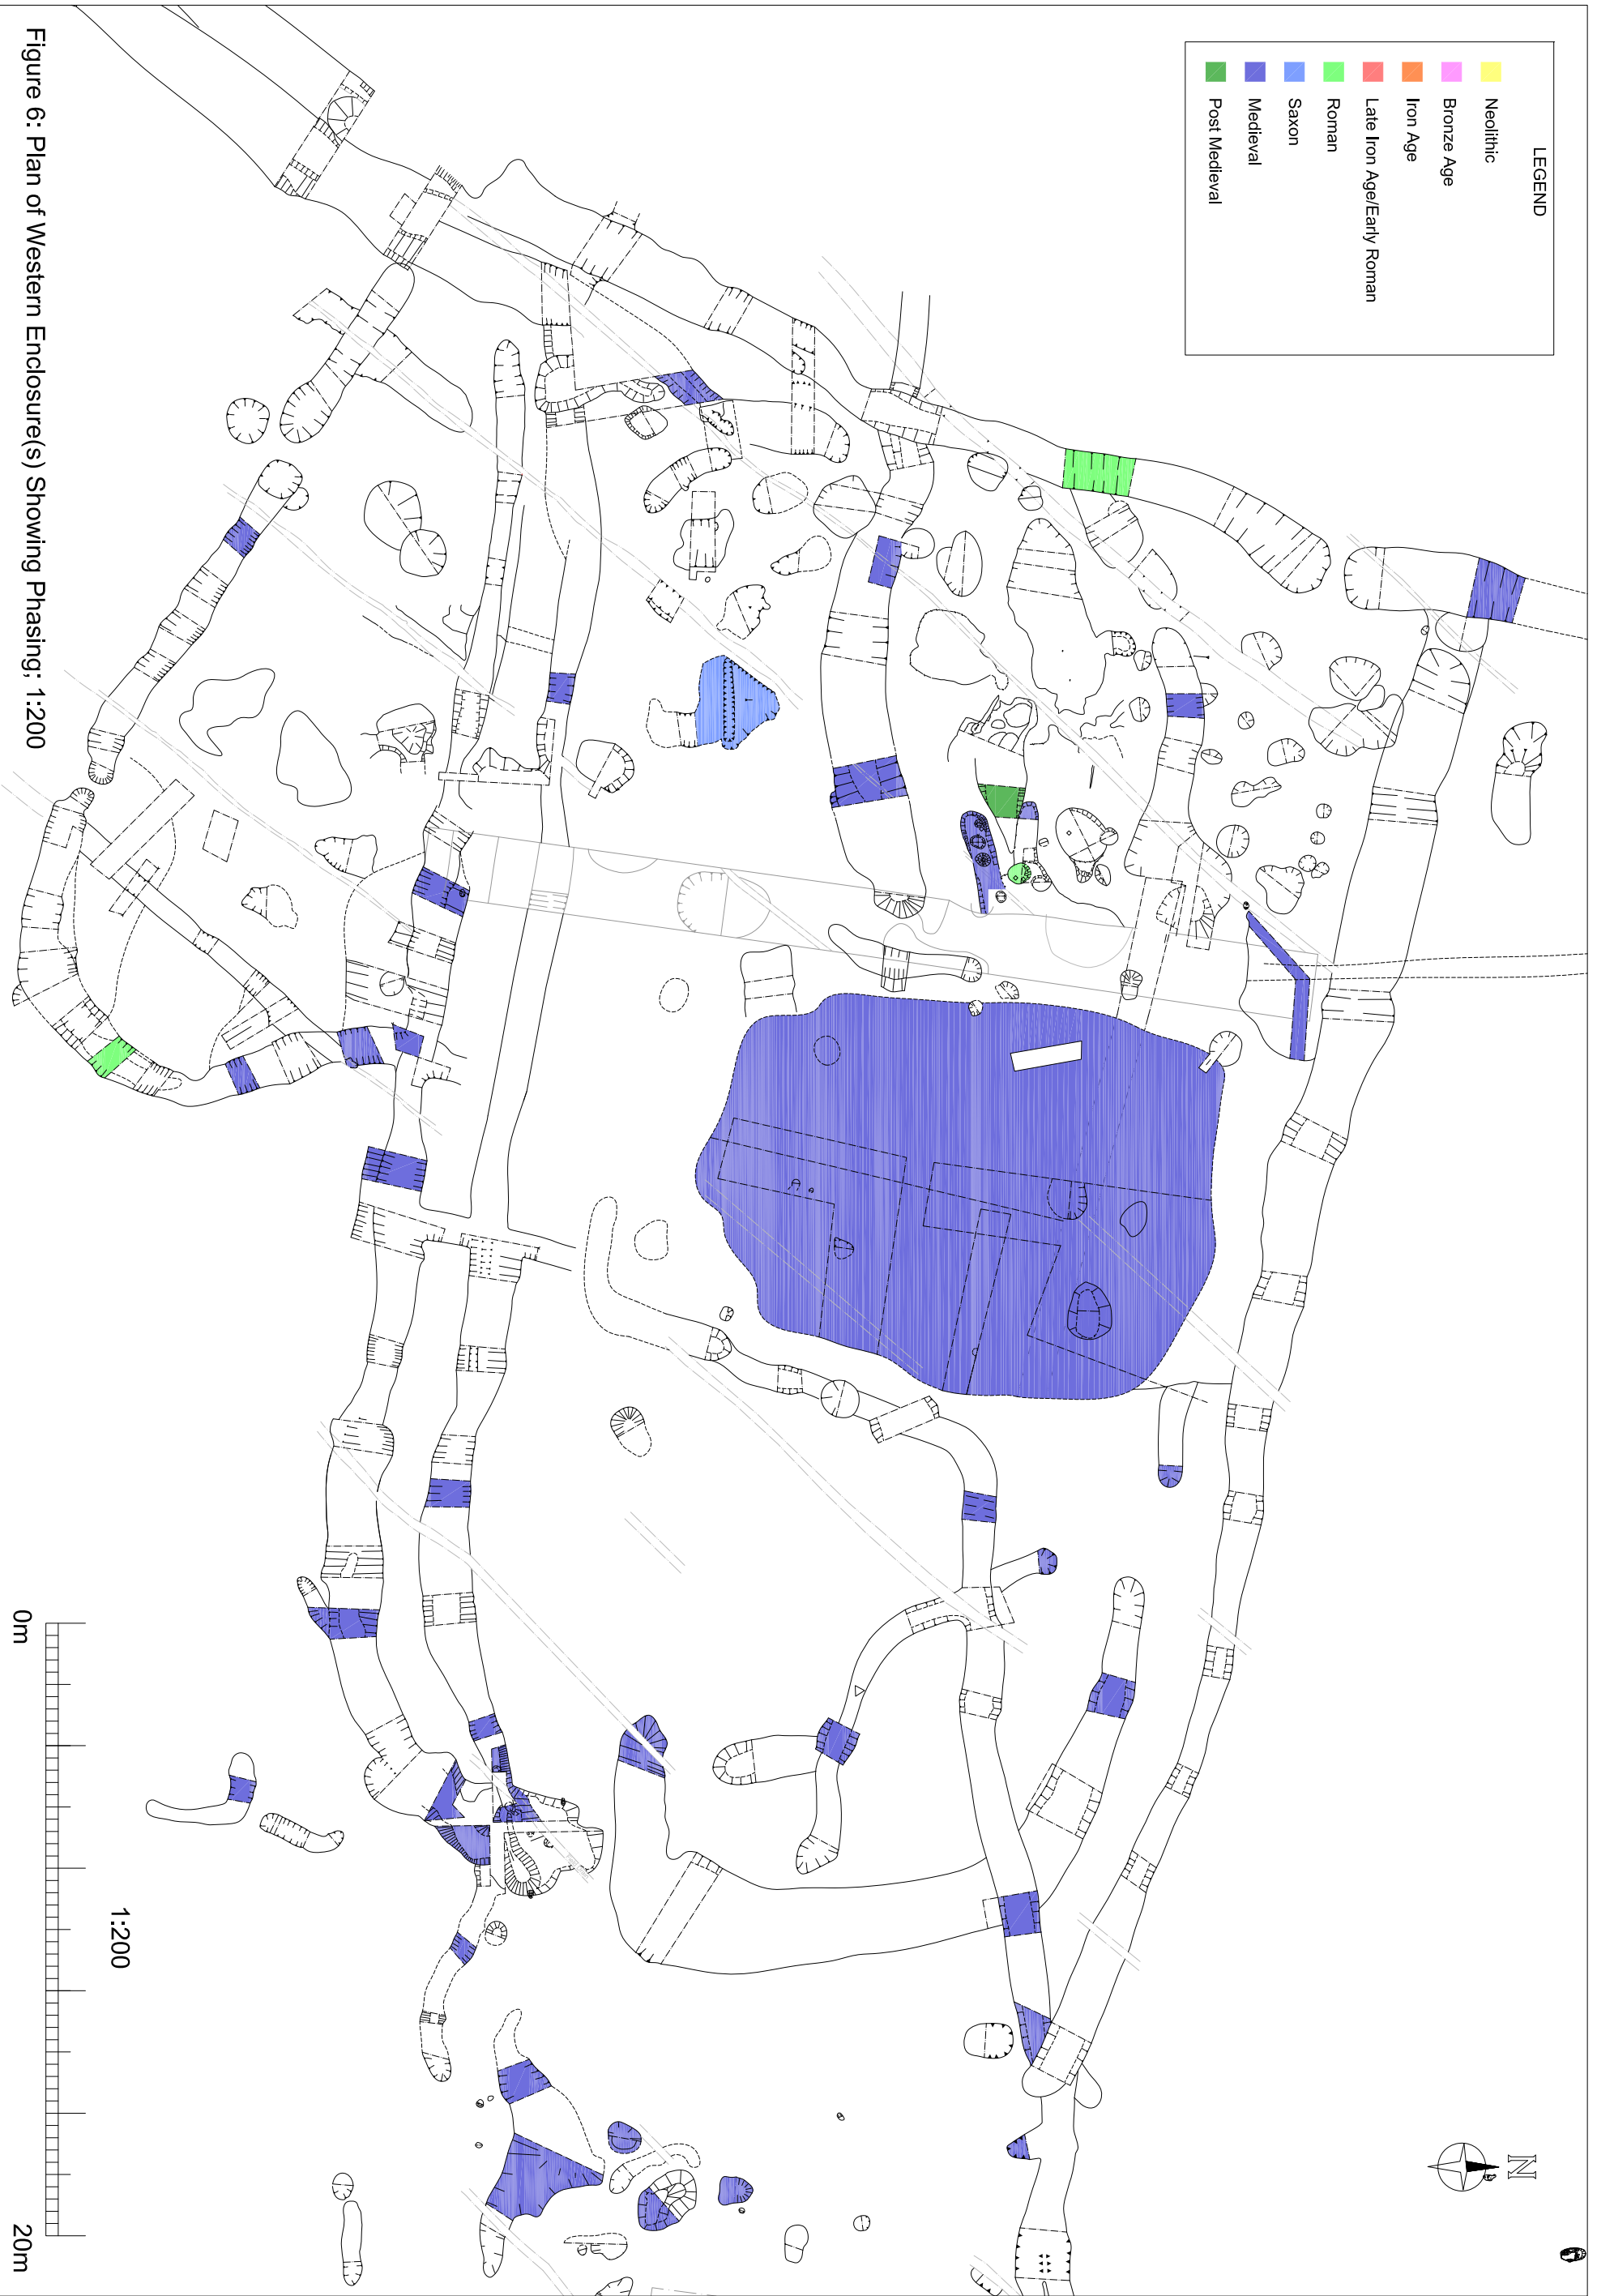 LEGEND
Neolithic
Bronze Age
Iron Age
Late Iron Age/Early Roman
Roman
Saxon
Medieval
Post Medieval
N
1:200
0m
20m
Figure 6: Plan of Western Enclosure(s) Showing Phasing; 1:200